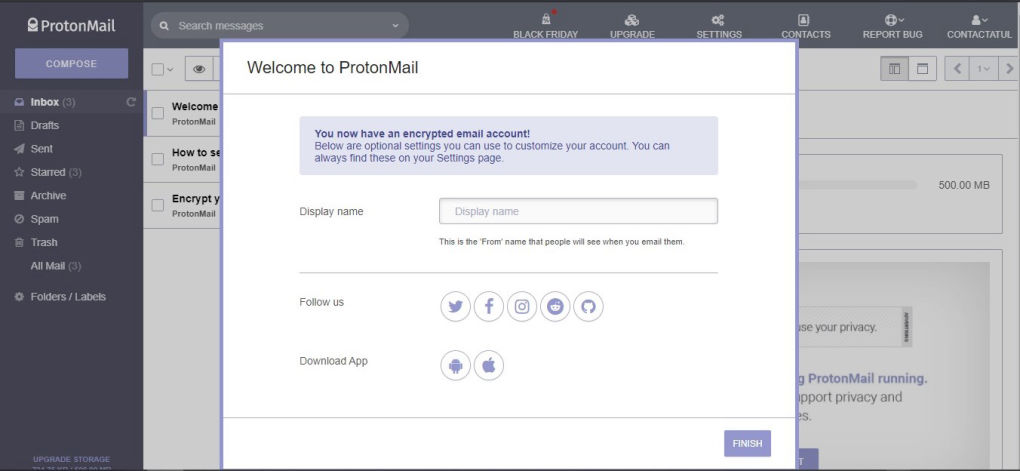 ProtonMail
Search messages
BLACK FRIDAY
UPGRADE
SETTINGS
CONTACTS
REPORT BUG
CONTACTATUL
COMPOSE
Inbox (3)
Drafts
Sent
Starred (3)
Archive
Spam
Trash
All Mail (3)
Folders / Labels
UPGRADE STORAGE
1
Welcome
ProtonMail
How to se
ProtonMail
Encrypt y
ProtonMail
Welcome to ProtonMail
You now have an encrypted email account!
Below are optional settings you can use to customize your account. You can
always find these on your Settings page.
Display name
Display name
This is the 'From' name that people will see when you email them.
Follow us
Download App
FINISH
500.00 MB
use your privacy.
g ProtonMail running.
pport privacy and
es.
T